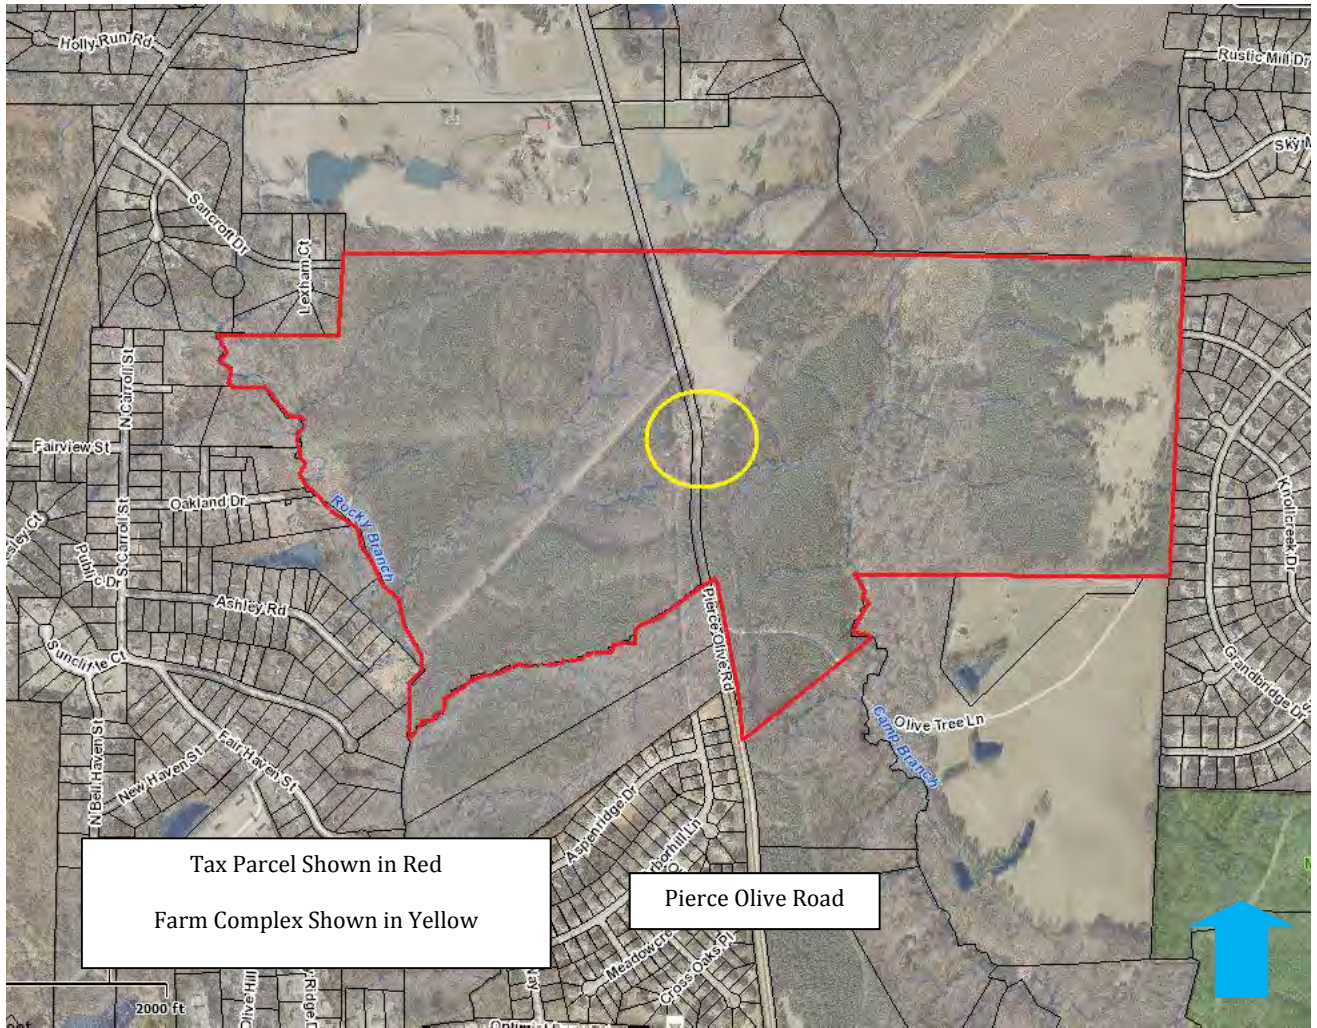 Holly Run Rd
Rustic Mill Dr
Sky M
Sancroft Dr
Lexham Ct
N Carroll St
Fairview St
Oakland Dr
Rocky Branch
S Carroll St
Public Dr
Knollcreek Dr
Ashley Rd
Pierce Olive Rd
Suncliffe Ct
Grandbridge Dr
Olive Tree Ln
Camp Branch
Fair Haven St
New Haven St
N Bell Haven St
Aspenridge Dr
Tax Parcel Shown in Red
Farm Complex Shown in Yellow
Pierce Olive Road
Cross Oaks Pl
2000 ft